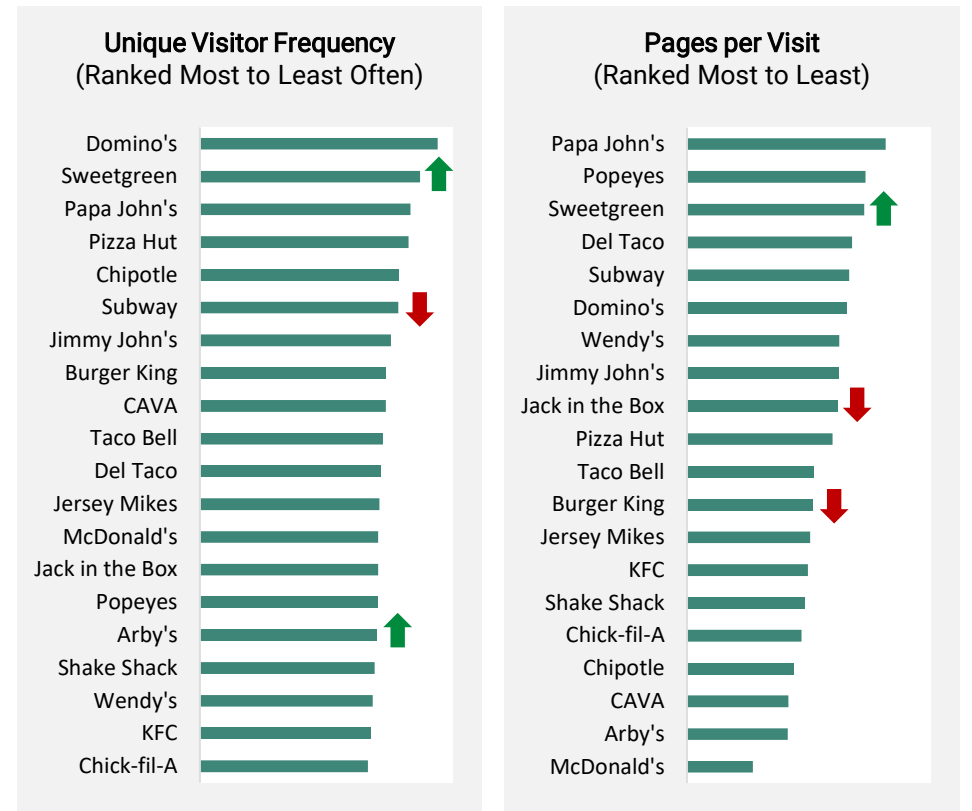 Unique Visitor Frequency
(Ranked Most to Least Often)
Domino's
Sweetgreen
Papa John's
Pizza Hut
Chipotle
Subway
Jimmy John's
Burger King
CAVA
Taco Bell
Del Taco
Jersey Mikes
McDonald's
Jack in the Box
Popeyes
Arby's
Shake Shack
Wendy's
KFC
Chick-fil-A
Pages per Visit
(Ranked Most to Least)
Papa John's
Popeyes
Sweetgreen
Del Taco
Subway
Domino's
Wendy's
Jimmy John's
Jack in the Box
Pizza Hut
Taco Bell
Burger King
Jersey Mikes
KFC
Shake Shack
Chick-fil-A
Chipotle
CAVA
Arby's
McDonald's